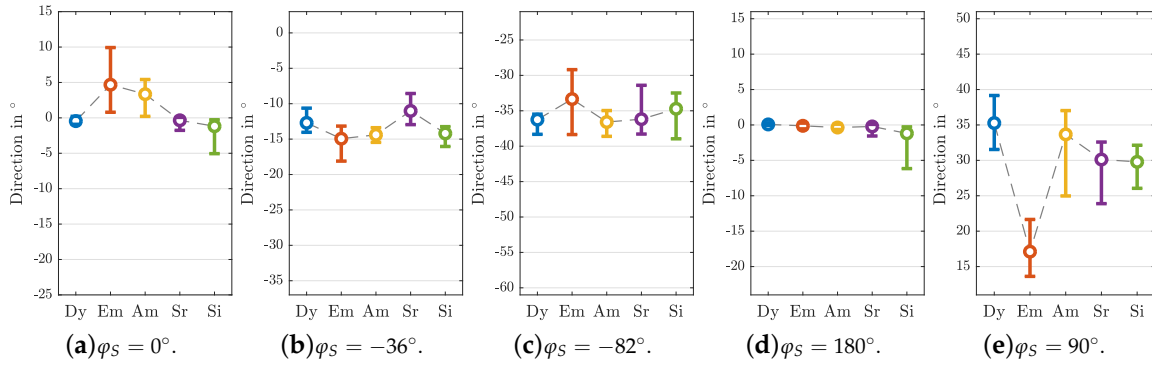 15
10
5
0
-5
-10
-15
-20
-25
Direction in °
Dy Em Am Sr Si
(a)φS = 0°.
0
-5
-10
-15
-20
-25
-30
-35
Direction in °
Dy Em Am Sr Si
(b)φS = −36°.
-25
-30
-35
-40
-45
-50
-55
-60
Direction in °
Dy Em Am Sr Si
(c)φS = −82°.
15
10
5
0
-5
-10
-15
-20
Direction in °
Dy Em Am Sr Si
(d)φS = 180°.
50
45
40
35
30
25
20
15
Direction in °
Dy Em Am Sr Si
(e)φS = 90°.